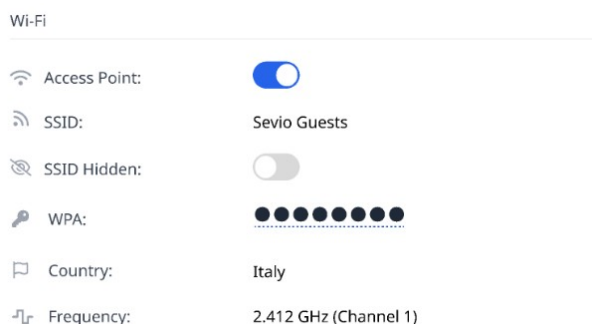 Wi-Fi
Access Point:
SSID: Sevio Guests
SSID Hidden:
WPA: ●●●●●●●●
Country: Italy
Frequency: 2.412 GHz (Channel 1)